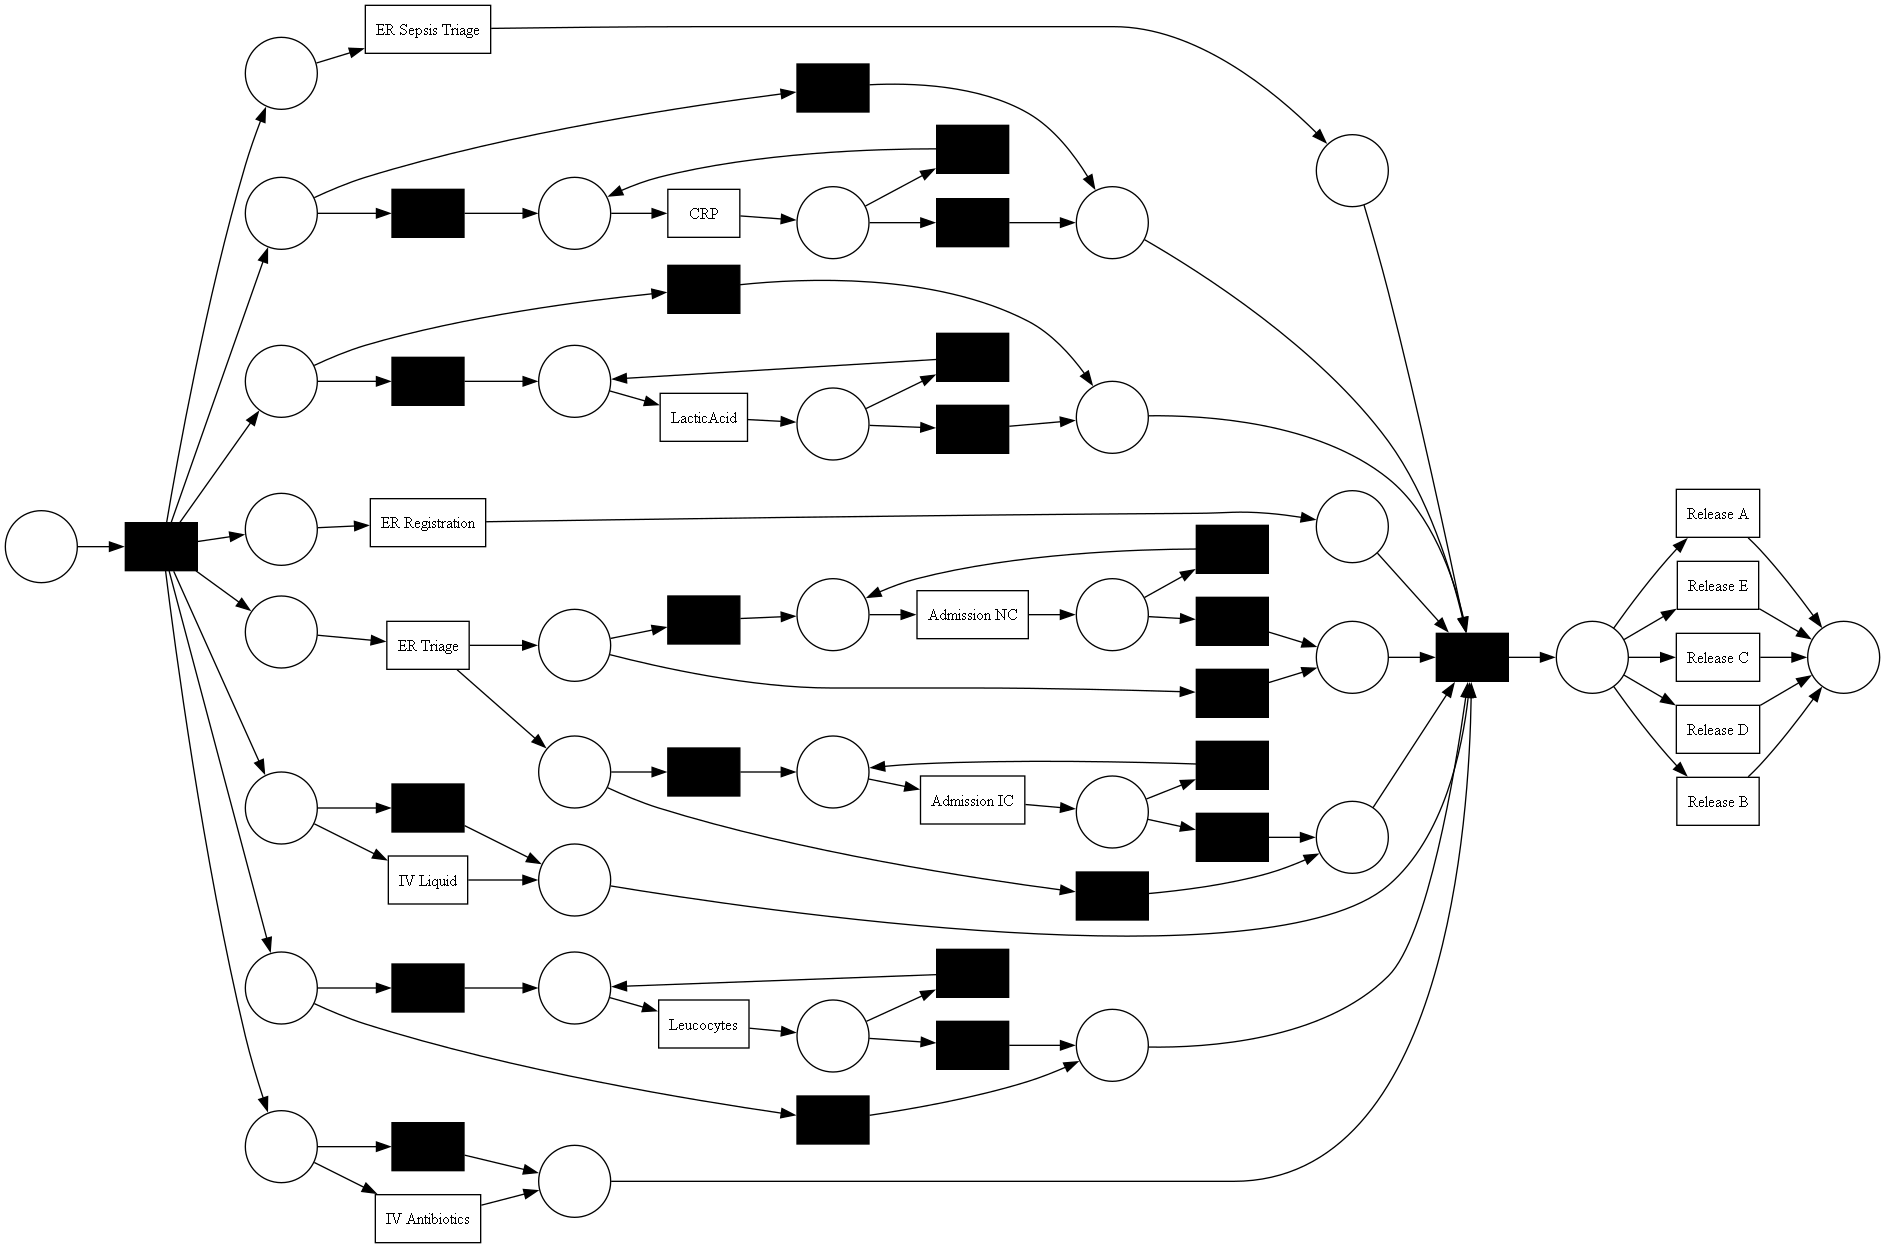 ER Sepsis Triage
CRP
LacticAcid
ER Registration
Release A
Release E
Admission NC
ER Triage
Release C
Release D
Admission IC
Release B
IV Liquid
Leucocytes
IV Antibiotics